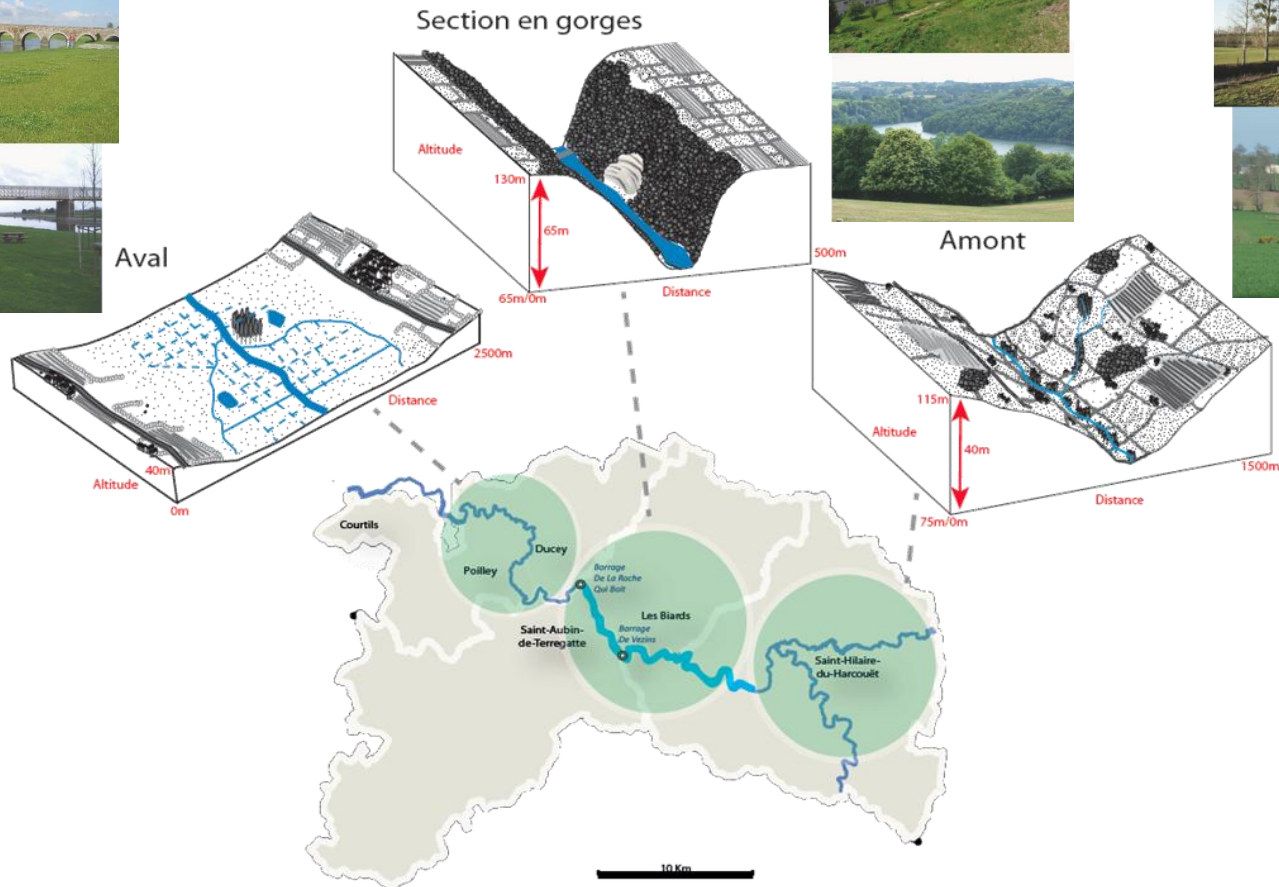 Section en gorges
Altitude
130m
65m
65m/0m
Distance
500m
Aval
2500m
Distance
40m
Altitude
0m
Amont
115m
Altitude
40m
75m/0m
Distance
1500m
Courtils
Poilley
Ducey
Barrage
De La Roche
Qui Boit
Les Biards
Saint-Aubin-
de-Terregatte
Barrage
De Vezins
Saint-Hilaire-
du-Harcouët
10 Km